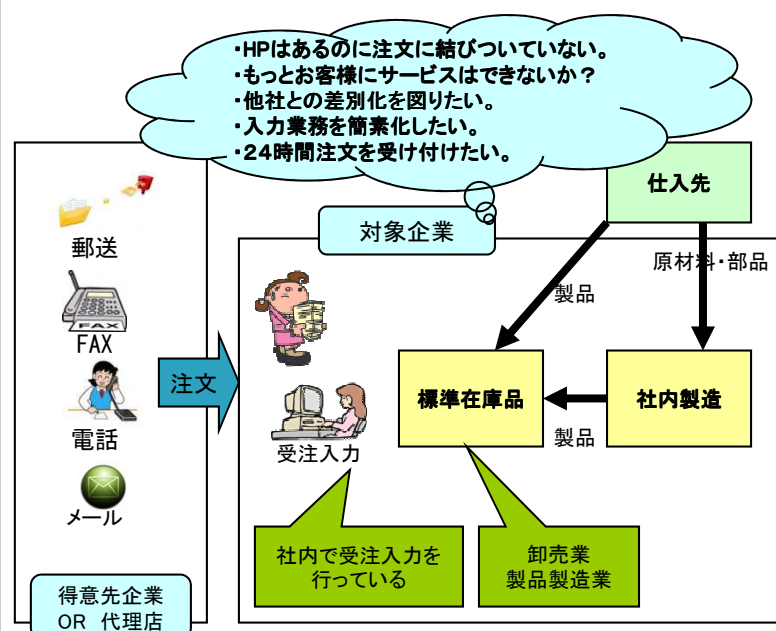 ・HPはあるのに注文に結びついていない。
・もっとお客様にサービスはできないか？
・他社との差別化を図りたい。
・入力業務を簡素化したい。
・２４時間注文を受け付けたい。
仕入先
対象企業
原材料・部品
製品
郵送
FAX
FAX
電話
メール
注文
受注入力
標準在庫品
社内製造
製品
社内で受注入力を
行っている
卸売業
製品製造業
得意先企業
OR 代理店